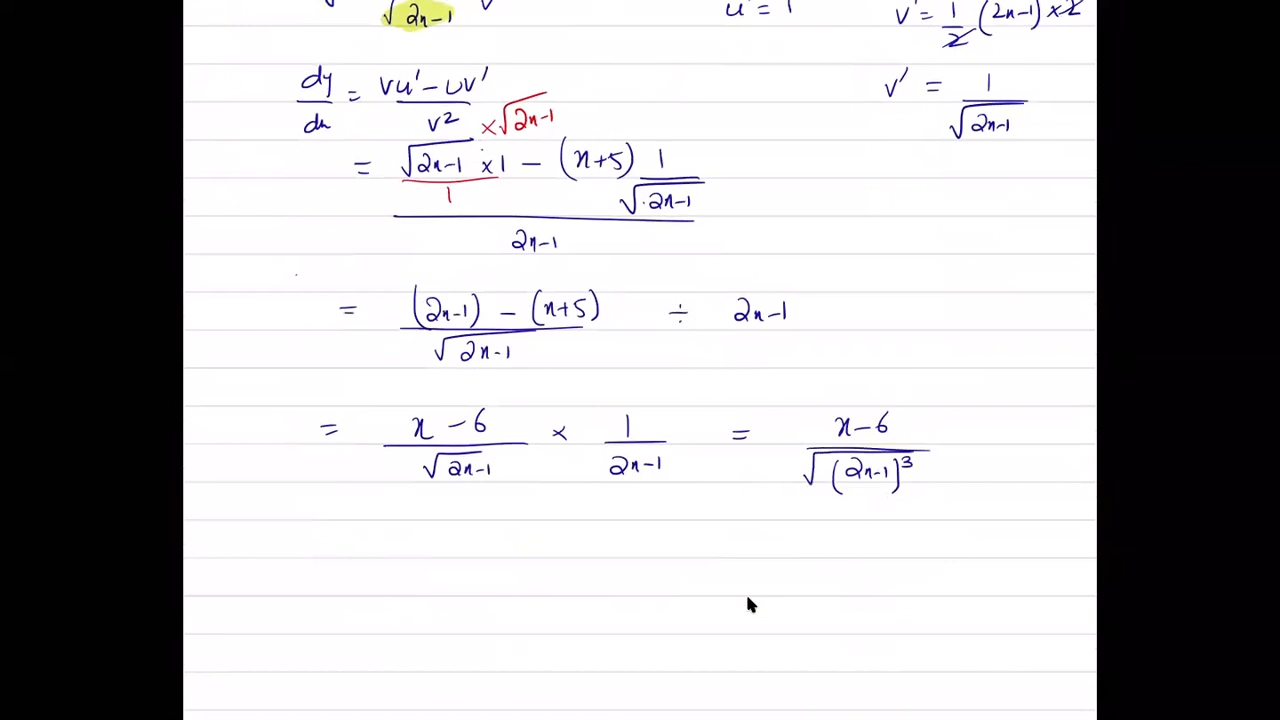 √2x-1 v u' = 1 v' = 1/2 (2x-1) × 2
dy/dx = vu' - uv' / v² v' = 1/√2x-1
× √2x-1
= √2x-1 × 1 / 1 - (x+5) 1/√2x-1
2x-1
= (2x-1) - (x+5) / √2x-1 ÷ 2x-1
= x-6 / √2x-1 × 1 / 2x-1 = x-6 / √(2x-1)³